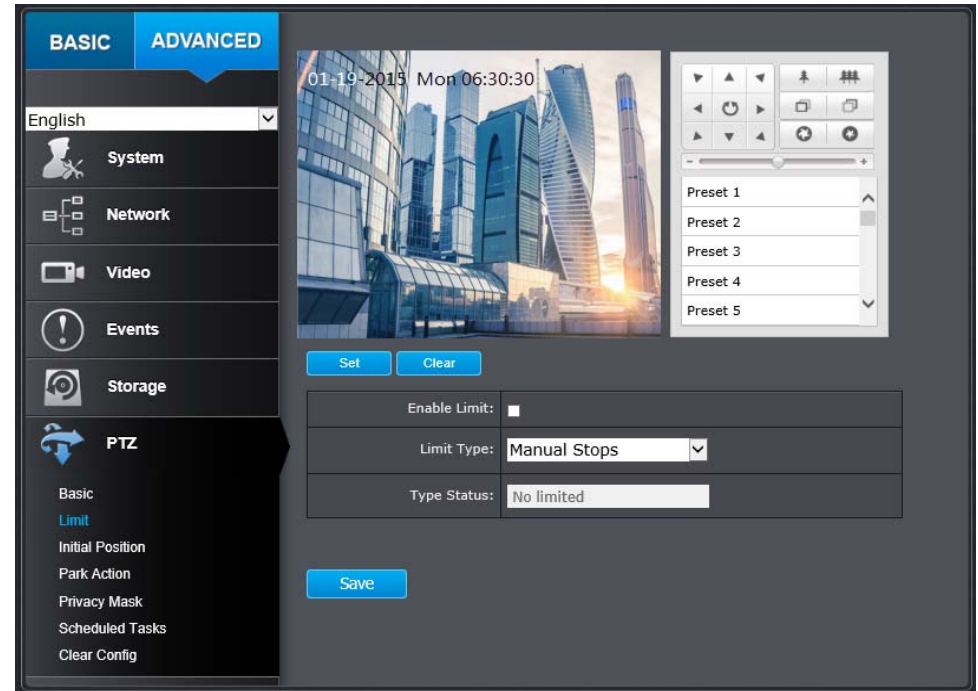 BASIC ADVANCED
English
System
Network
Video
Events
Storage
PTZ
Basic
Limit
Initial Position
Park Action
Privacy Mask
Scheduled Tasks
Clear Config
01-19-2015 Mon 06:30:30
Preset 1
Preset 2
Preset 3
Preset 4
Preset 5
Set Clear
Enable Limit:
Limit Type: Manual Stops
Type Status: No limited
Save